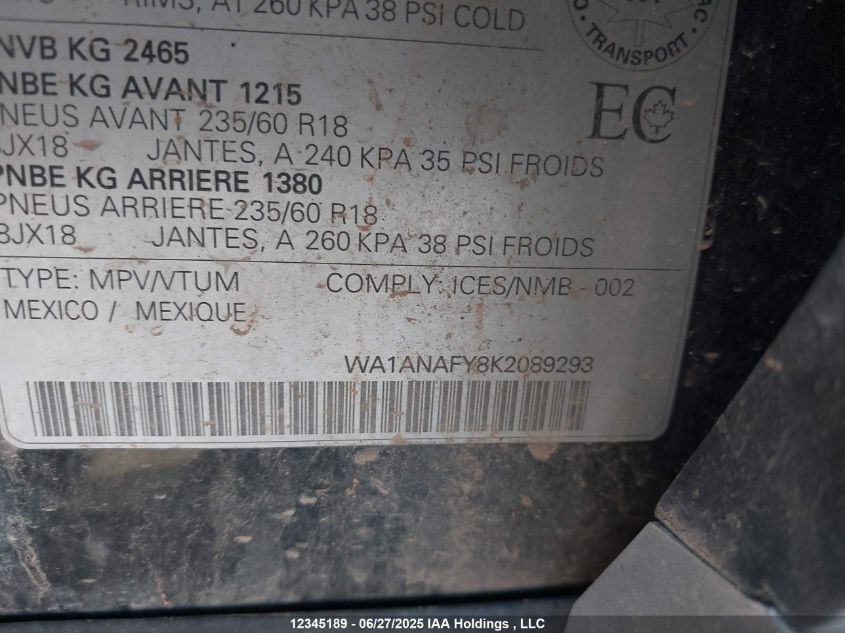 RIMS, AT 260 KPA 38 PSI COLD
TRANSPORT
NVB KG 2465
NBE KG AVANT 1215
PNEUS AVANT 235/60 R18
8JX18 JANTES, A 240 KPA 35 PSI FROIDS
EC
PNBE KG ARRIERE 1380
PNEUS ARRIERE 235/60 R18
8JX18 JANTES, A 260 KPA 38 PSI FROIDS
TYPE: MPV/VTUM COMPLY: ICES/NMB - 002
MEXICO / MEXIQUE
WA1ANAFY8K2089293
12345189 - 06/27/2025 IAA Holdings , LLC